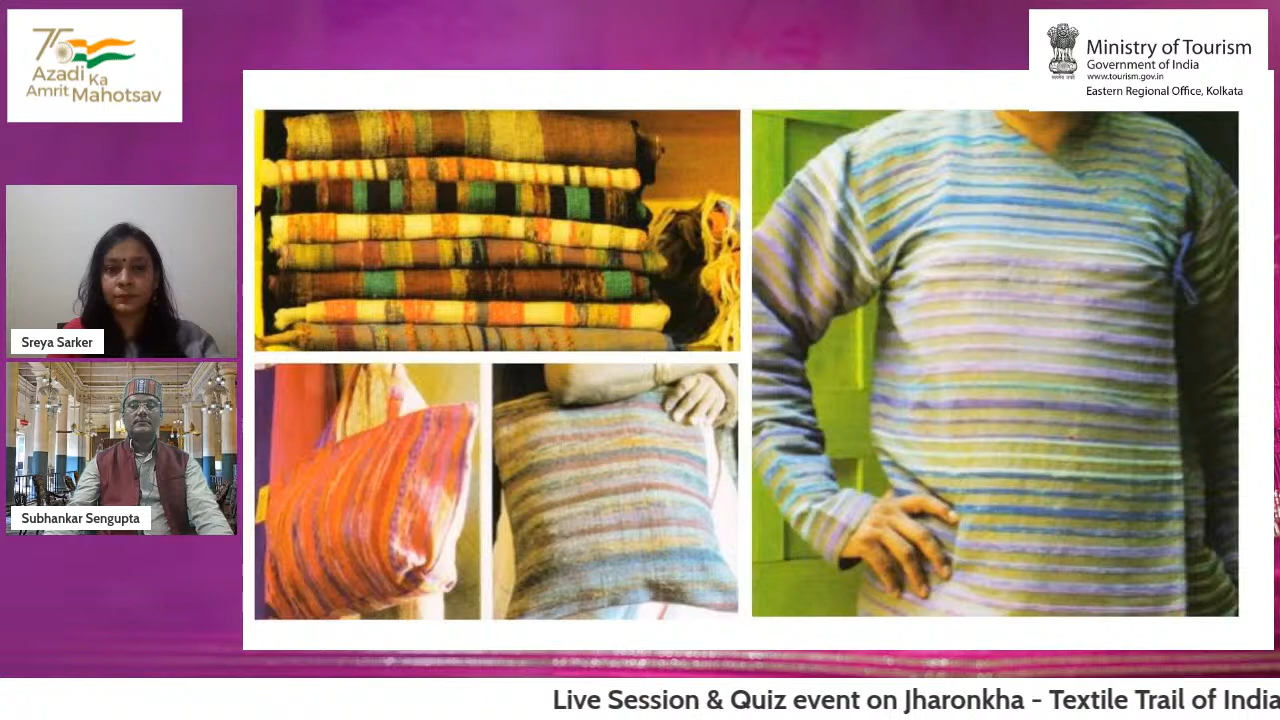 75
Azadi Ka
Amrit Mahotsav
Ministry of Tourism
Government of India
www.tourism.gov.in
Eastern Regional Office, Kolkata
Sreya Sarker
Subhankar Sengupta
Live Session & Quiz event on Jharonkha - Textile Trail of India